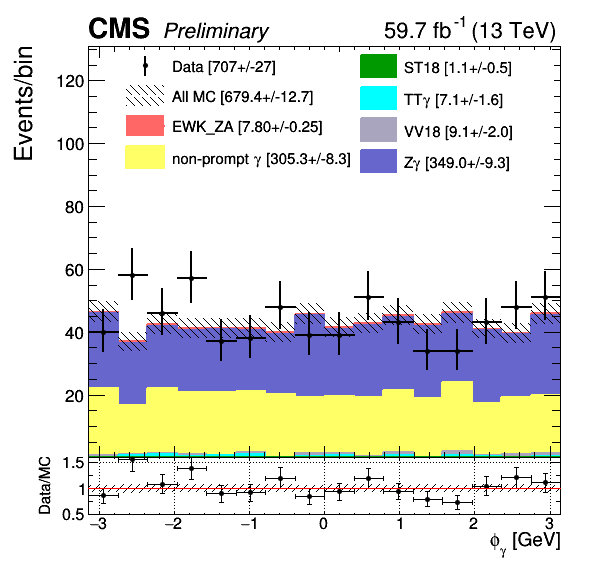 CMS Preliminary 59.7 fb⁻¹ (13 TeV)
Events/bin
Data [707+/-27]
All MC [679.4+/-12.7]
EWK_ZA [7.80+/-0.25]
non-prompt γ [305.3+/-8.3]
ST18 [1.1+/-0.5]
TTγ [7.1+/-1.6]
VV18 [9.1+/-2.0]
Zγ [349.0+/-9.3]
120
100
80
60
40
20
Data/MC
1.5
1
0.5
−3 −2 −1 0 1 2 3
ϕγ [GeV]